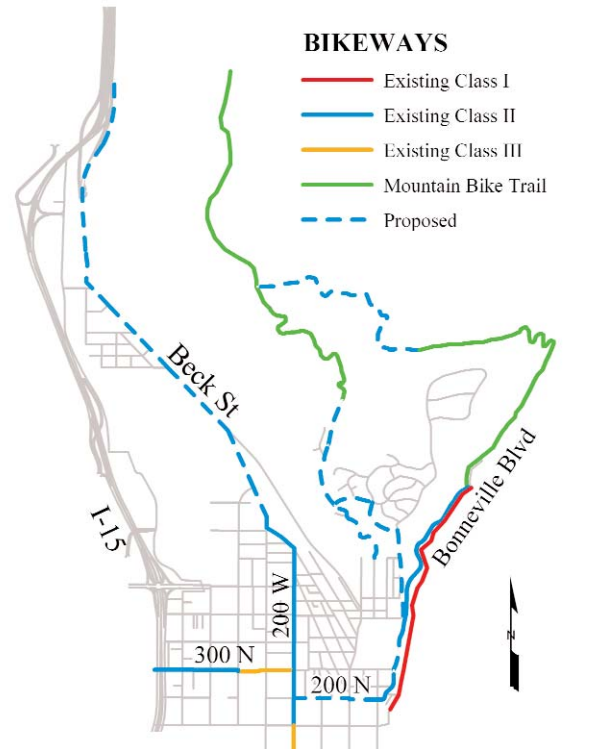 BIKEWAYS
Existing Class I
Existing Class II
Existing Class III
Mountain Bike Trail
Proposed
Beck St
Bonneville Blvd
I-15
200 W
N
300 N
200 N